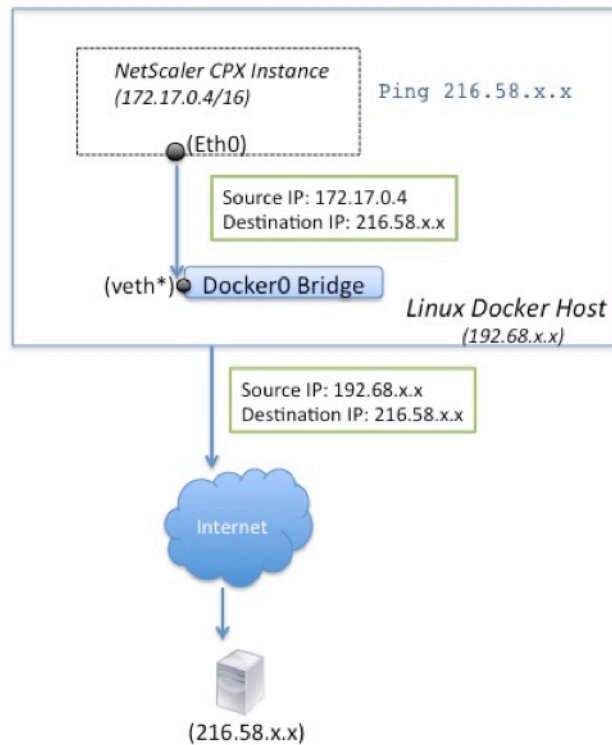 NetScaler CPX Instance
(172.17.0.4/16)
Ping 216.58.x.x
(Eth0)
Source IP: 172.17.0.4
Destination IP: 216.58.x.x
(veth*)
Docker0 Bridge
Linux Docker Host
(192.68.x.x)
Source IP: 192.68.x.x
Destination IP: 216.58.x.x
Internet
(216.58.x.x)